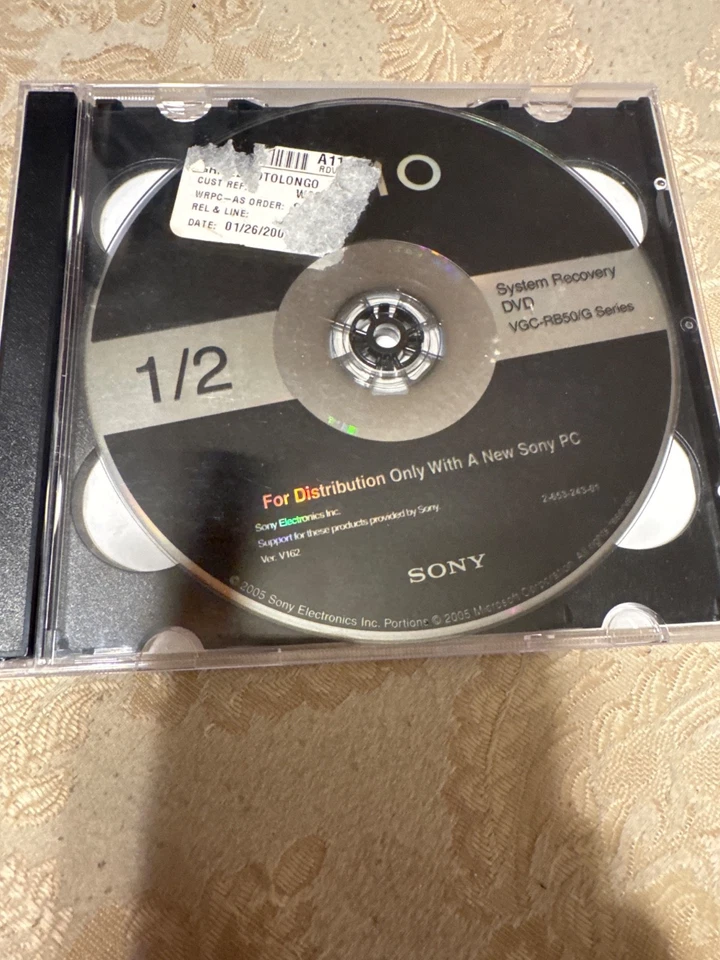 A11
OTOLONGO
CUST REF:
WRPC-AS ORDER:
REL & LINE:
DATE: 01/26/200
IO
System Recovery
DVD
VGC-RB50/G Series
1/2
For Distribution Only With A New Sony PC
Sony Electronics Inc.
Support for these products provided by Sony.
Ver. V162
2-653-243-01
SONY
© 2005 Sony Electronics Inc. Portions © 2005 Microsoft Corporation. All rights reserved.